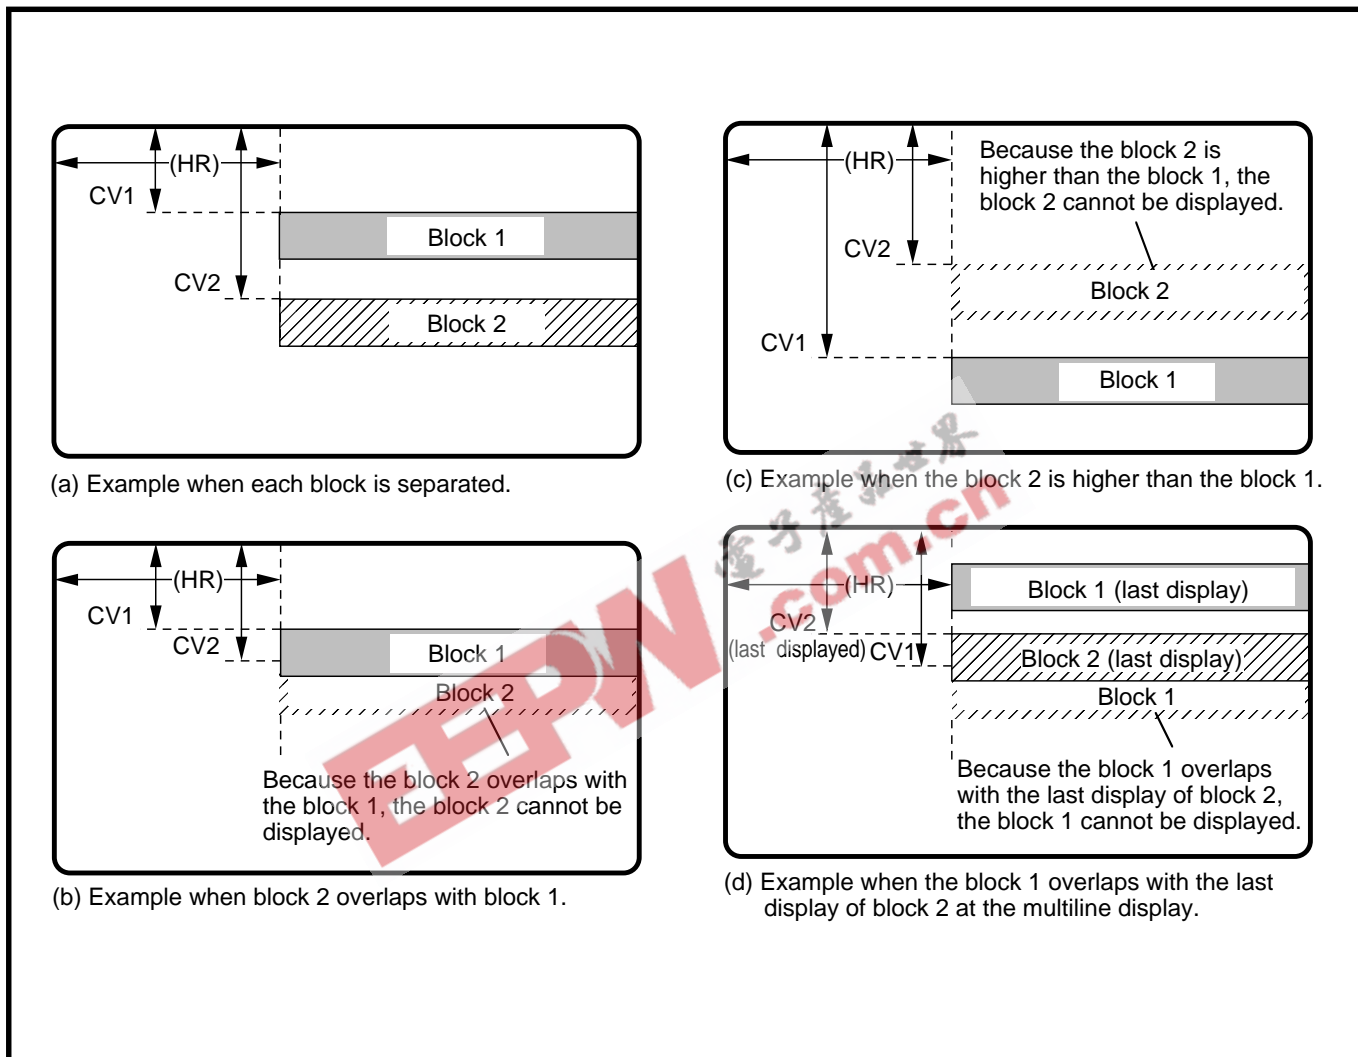 (HR)
CV1
Block 1
CV2
Block 2
(a) Example when each block is separated.
(HR)
CV1
CV2
Block 1
Block 2
Because the block 2 overlaps with
the block 1, the block 2 cannot be
displayed.
(b) Example when block 2 overlaps with block 1.
(HR)
Because the block 2 is
higher than the block 1, the
block 2 cannot be displayed.
CV2
Block 2
CV1
Block 1
(c) Example when the block 2 is higher than the block 1.
(HR)
Block 1 (last display)
CV2
(last displayed) CV1
Block 2 (last display)
Block 1
Because the block 1 overlaps
with the last display of block 2,
the block 1 cannot be displayed.
(d) Example when the block 1 overlaps with the last
display of block 2 at the multiline display.
EEPW
.com.cn
電子產品世界